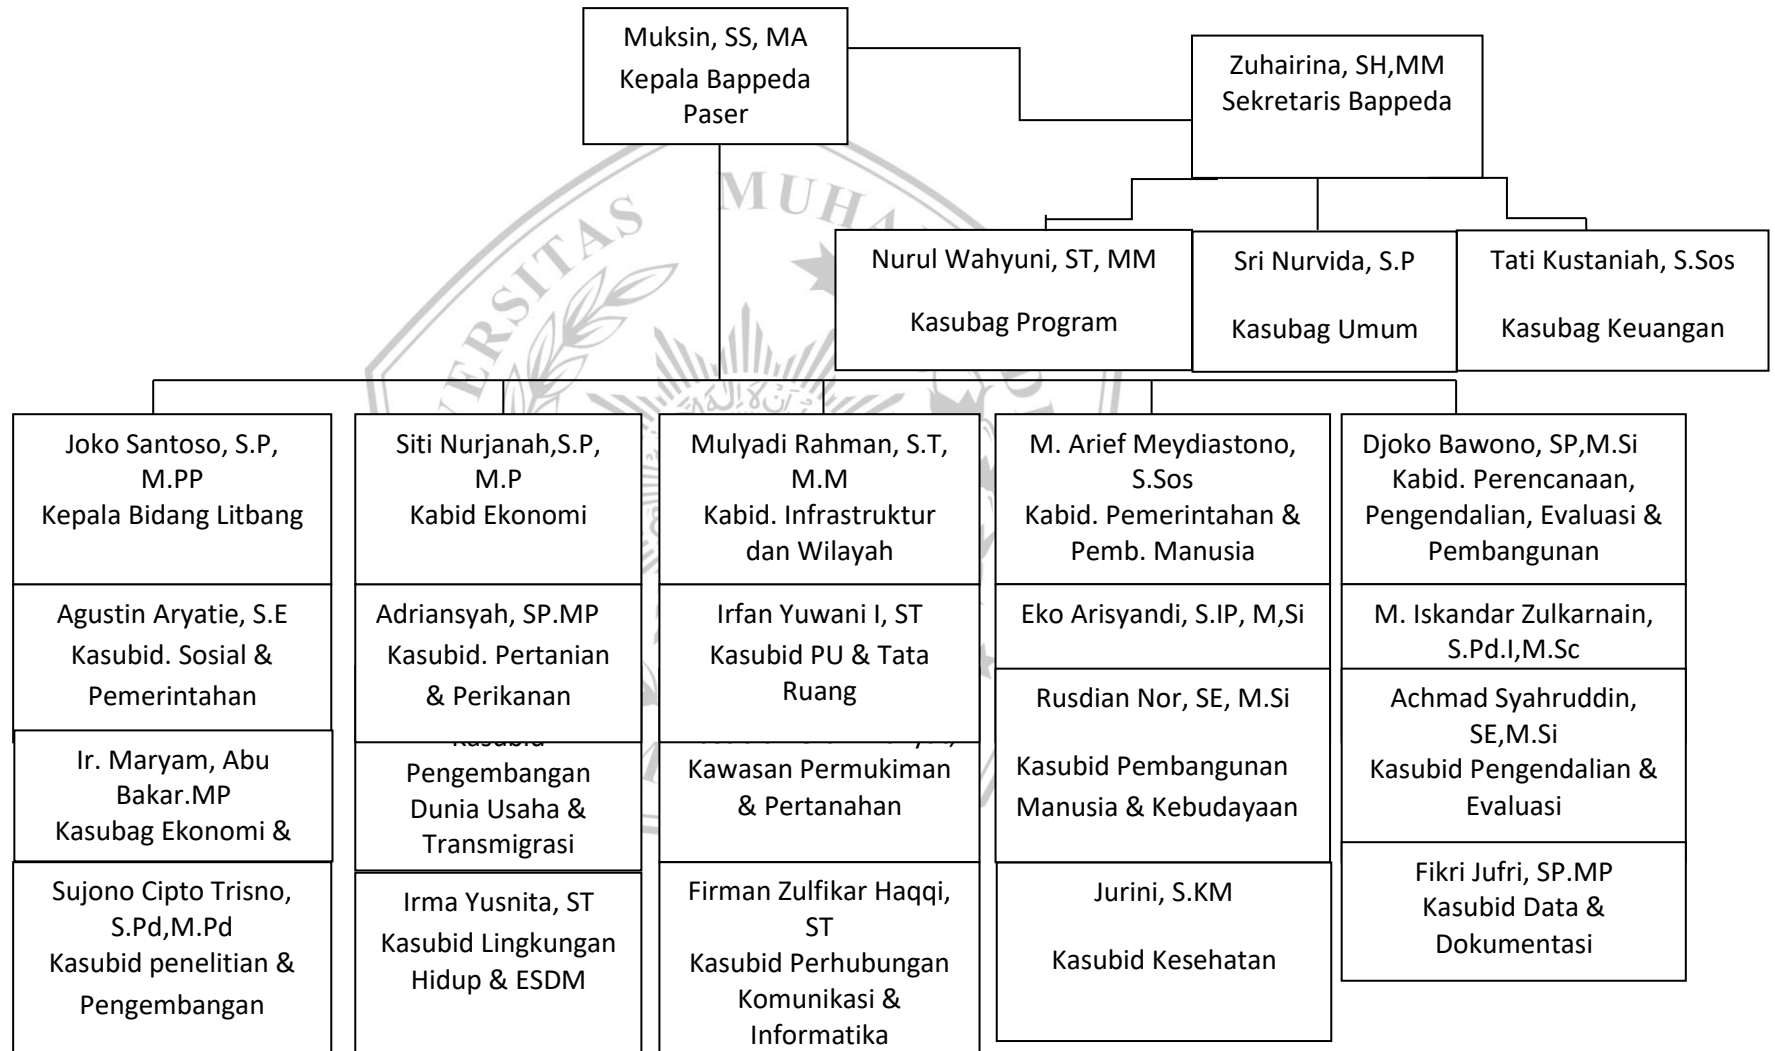 Muksin, SS, MA
Kepala Bappeda
Paser
Zuhairina, SH,MM
Sekretaris Bappeda
Nurul Wahyuni, ST, MM
Kasubag Program
Sri Nurvida, S.P
Kasubag Umum
Tati Kustaniah, S.Sos
Kasubag Keuangan
Joko Santoso, S.P,
M.PP
Kepala Bidang Litbang
Siti Nurjanah,S.P,
M.P
Kabid Ekonomi
Mulyadi Rahman, S.T,
M.M
Kabid. Infrastruktur
dan Wilayah
M. Arief Meydiastono,
S.Sos
Kabid. Pemerintahan &
Pemb. Manusia
Djoko Bawono, SP,M.Si
Kabid. Perencanaan,
Pengendalian, Evaluasi &
Pembangunan
Agustin Aryatie, S.E
Kasubid. Sosial &
Pemerintahan
Adriansyah, SP.MP
Kasubid. Pertanian
& Perikanan
Irfan Yuwani I, ST
Kasubid PU & Tata
Ruang
Eko Arisyandi, S.IP, M,Si
M. Iskandar Zulkarnain,
S.Pd.I,M.Sc
Ir. Maryam, Abu
Bakar.MP
Kasubag Ekonomi &
Kasubid
Pengembangan
Dunia Usaha &
Transmigrasi
Kawasan Permukiman
& Pertanahan
Rusdian Nor, SE, M.Si
Kasubid Pembangunan
Manusia & Kebudayaan
Achmad Syahruddin,
SE,M.Si
Kasubid Pengendalian &
Evaluasi
Sujono Cipto Trisno,
S.Pd,M.Pd
Kasubid penelitian &
Pengembangan
Irma Yusnita, ST
Kasubid Lingkungan
Hidup & ESDM
Firman Zulfikar Haqqi,
ST
Kasubid Perhubungan
Komunikasi &
Informatika
Jurini, S.KM
Kasubid Kesehatan
Fikri Jufri, SP.MP
Kasubid Data &
Dokumentasi